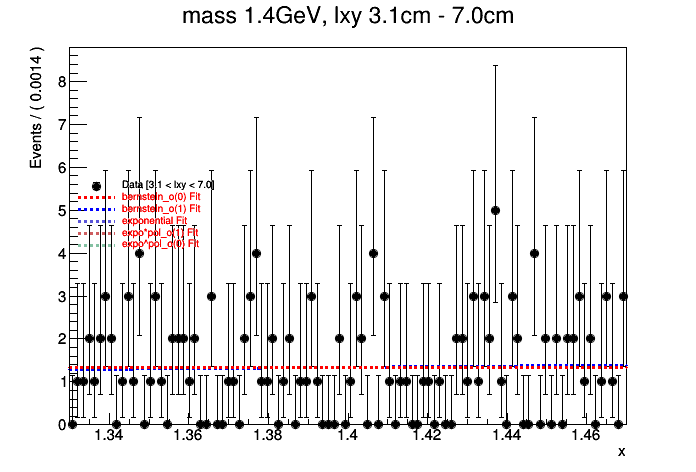 mass 1.4GeV, lxy 3.1cm - 7.0cm
Events / ( 0.0014 )
8
7
6
5
4
3
2
1
0
Data [3.1 < lxy < 7.0]
bernstein_o(0) Fit
bernstein_o(1) Fit
exponential Fit
expo*pol_o(1) Fit
expo^pol_o(0) Fit
1.34 1.36 1.38 1.4 1.42 1.44 1.46
x